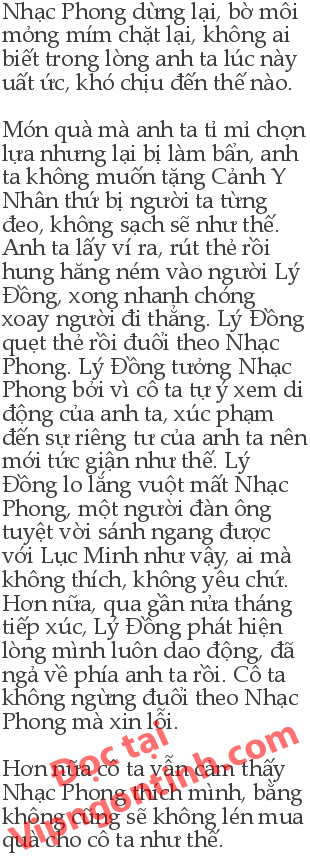 Nhạc Phong dừng lại, bờ môi
mỏng mím chặt lại, không ai
biết trong lòng anh ta lúc này
uất ức, khó chịu đến thế nào.

Món quà mà anh ta tỉ mỉ chọn
lựa nhưng lại bị làm bẩn, anh
ta không muốn tặng Cảnh Y
Nhân thứ bị người ta từng
đeo, không sạch sẽ như thế.
Anh ta lấy ví ra, rút thẻ rồi
hung hăng ném vào người Lý
Đồng, xong nhanh chóng
xoay người đi thẳng. Lý Đồng
quẹt thẻ rồi đuổi theo Nhạc
Phong. Lý Đồng tưởng Nhạc
Phong bởi vì cô ta tự ý xem di
động của anh ta, xúc phạm
đến sự riêng tư của anh ta nên
mới tức giận như thế. Lý
Đồng lo lắng vuột mất Nhạc
Phong, một người đàn ông
tuyệt vời sánh ngang được
với Lục Minh như vậy, ai mà
không thích, không yêu chứ.
Hơn nữa, qua gần nửa tháng
tiếp xúc, Lý Đồng phát hiện
lòng mình luôn dao động, đã
ngả về phía anh ta rồi. Cô ta
không ngừng đuổi theo Nhạc
Phong mà xin lỗi.

Hơn nữa cô ta vẫn cảm thấy
Nhạc Phong thích mình, bằng
không cũng sẽ không lén mua
quà cho cô ta như thế.
Đọc tại
Vipngontinh.com